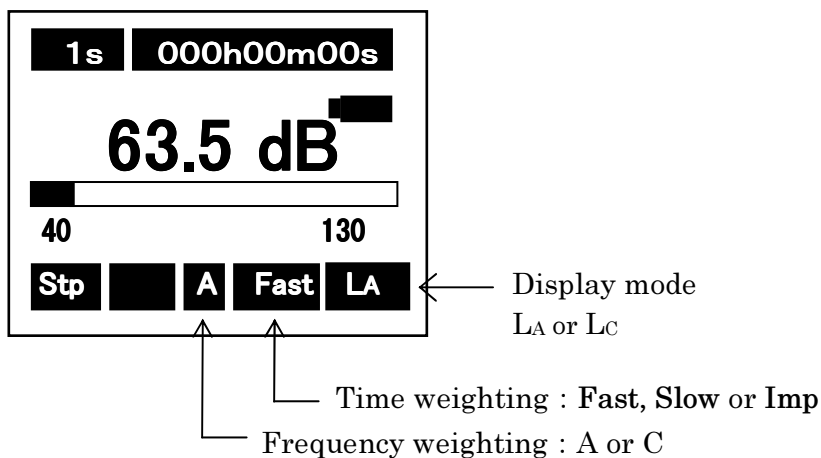 1s 000h00m00s
63.5 dB
40 130
Stp A Fast LA
Display mode
LA or LC
Time weighting : Fast, Slow or Imp
Frequency weighting : A or C